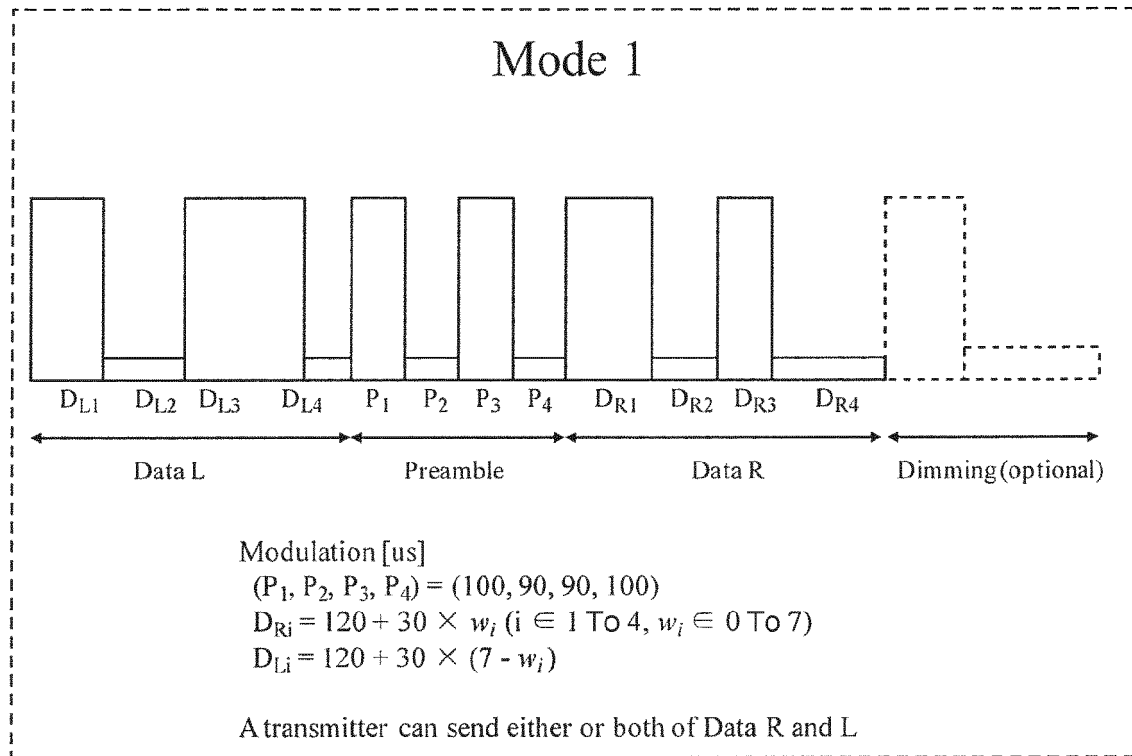 Mode 1
D_L1 D_L2 D_L3 D_L4 P_1 P_2 P_3 P_4 D_R1 D_R2 D_R3 D_R4
Data L Preamble Data R Dimming (optional)
Modulation [us]
(P_1, P_2, P_3, P_4) = (100, 90, 90, 100)
D_Ri = 120 + 30 × w_i (i ∈ 1 To 4, w_i ∈ 0 To 7)
D_Li = 120 + 30 × (7 - w_i)
A transmitter can send either or both of Data R and L